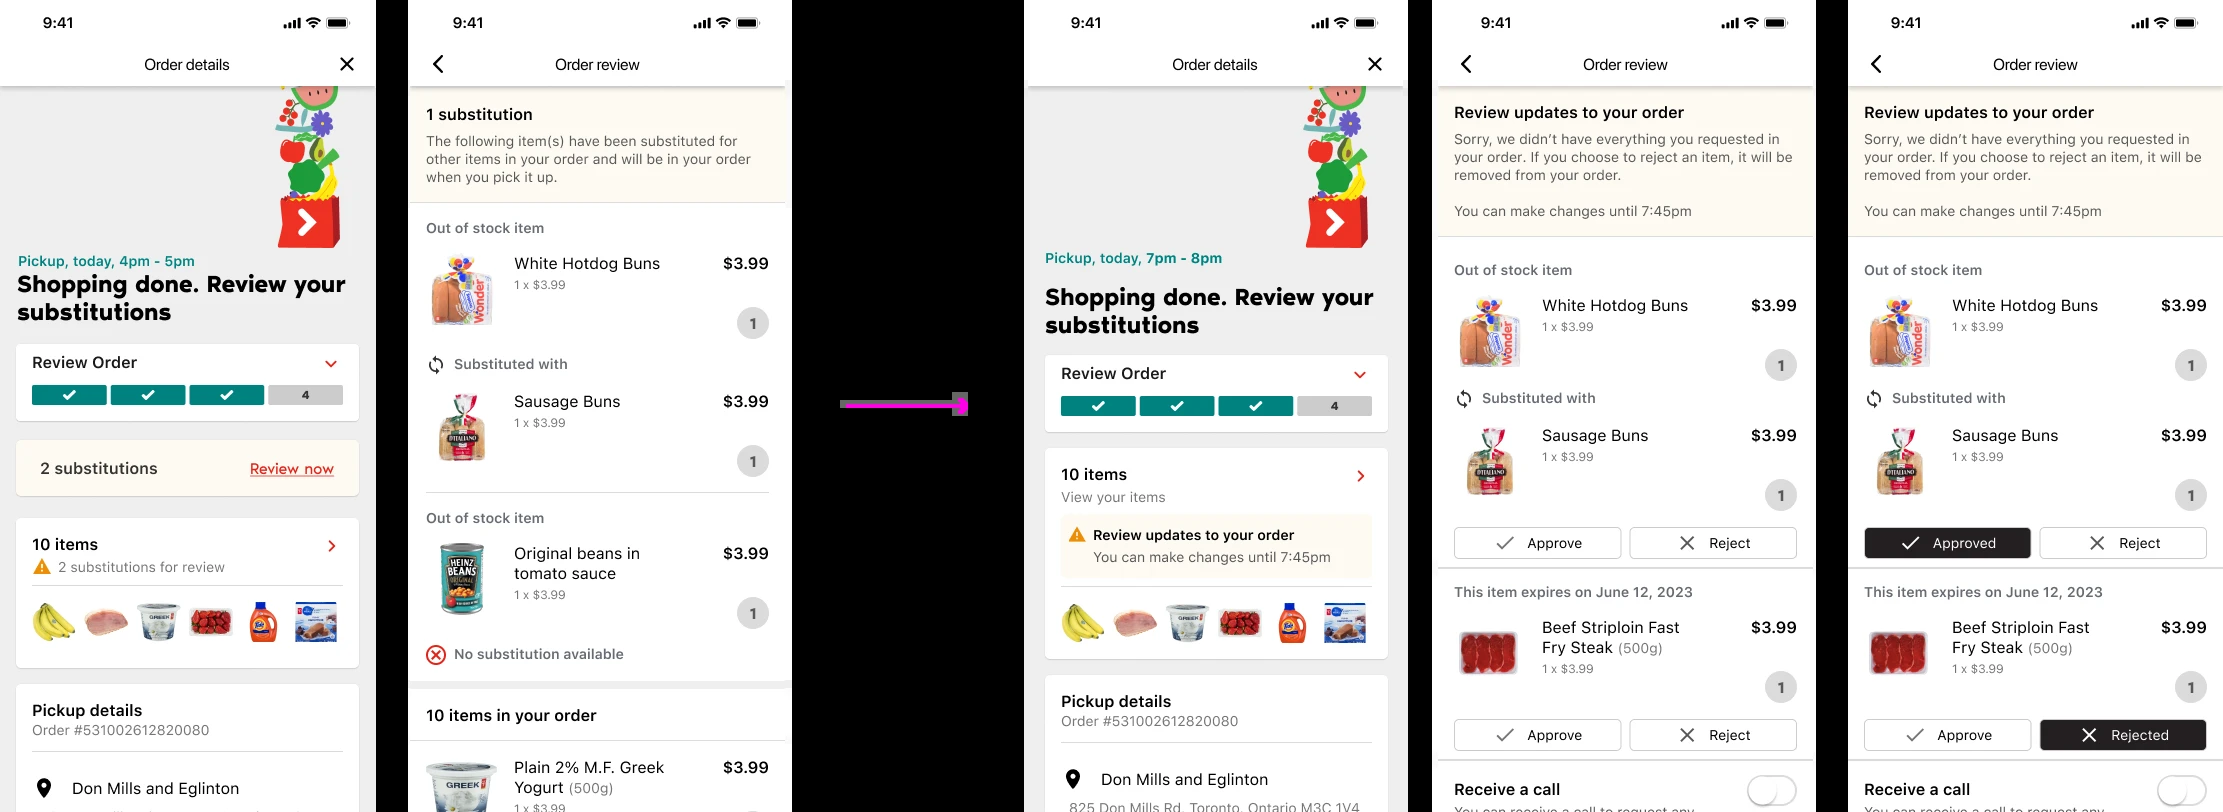 9:41
Order details
Pickup, today, 4pm - 5pm
Shopping done. Review your
substitutions
Review Order
4
2 substitutions
Review now
10 items
2 substitutions for review
GREEK
Pickup details
Order #531002612820080
Don Mills and Eglinton
9:41
Order review
1 substitution
The following item(s) have been substituted for
other items in your order and will be in your order
when you pick it up.
Out of stock item
White Hotdog Buns
$3.99
1 x $3.99
Wonder
1
Substituted with
Sausage Buns
$3.99
1 x $3.99
D'ITALIANO
1
Out of stock item
Original beans in
tomato sauce
$3.99
1 x $3.99
HEINZ
BEANS
ORIGINAL
1
No substitution available
10 items in your order
Plain 2% M.F. Greek
Yogurt (500g)
$3.99
1 x $3.99
GREEK
9:41
Order details
Pickup, today, 7pm - 8pm
Shopping done. Review your
substitutions
Review Order
4
10 items
View your items
Review updates to your order
You can make changes until 7:45pm
GREEK
Pickup details
Order #531002612820080
Don Mills and Eglinton
825 Don Mills Rd, Toronto, Ontario M3C 1V4
9:41
Order review
Review updates to your order
Sorry, we didn’t have everything you requested in
your order. If you choose to reject an item, it will be
removed from your order.
You can make changes until 7:45pm
Out of stock item
White Hotdog Buns
$3.99
1 x $3.99
Wonder
1
Substituted with
Sausage Buns
$3.99
1 x $3.99
D'ITALIANO
1
Approve
Reject
This item expires on June 12, 2023
Beef Striploin Fast
Fry Steak (500g)
$3.99
1 x $3.99
1
Approve
Reject
Receive a call
You can receive a call to request any
9:41
Order review
Review updates to your order
Sorry, we didn’t have everything you requested in
your order. If you choose to reject an item, it will be
removed from your order.
You can make changes until 7:45pm
Out of stock item
White Hotdog Buns
$3.99
1 x $3.99
Wonder
1
Substituted with
Sausage Buns
$3.99
1 x $3.99
D'ITALIANO
1
Approved
Reject
This item expires on June 12, 2023
Beef Striploin Fast
Fry Steak (500g)
$3.99
1 x $3.99
1
Approve
Rejected
Receive a call
You can receive a call to request any